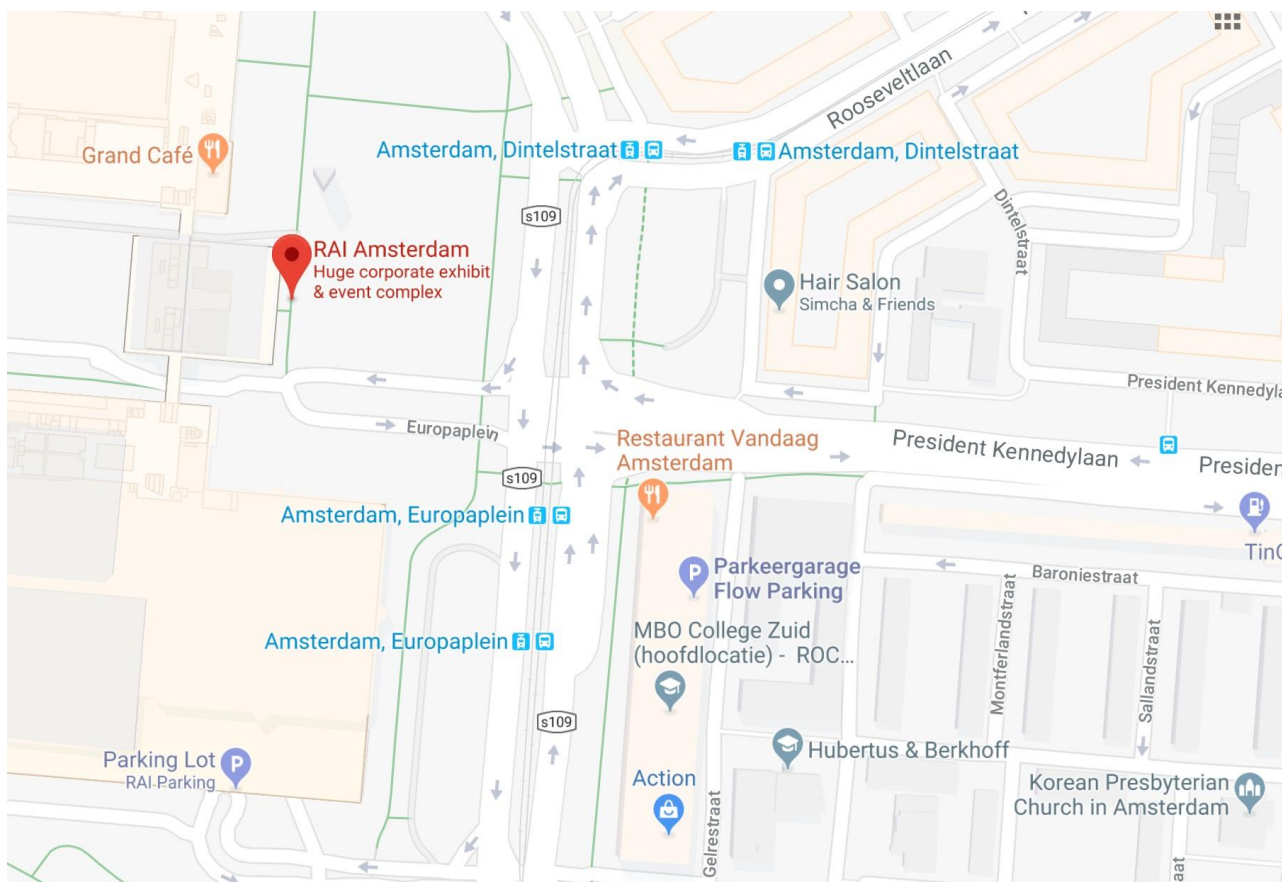 Rooseveltlaan
Grand Café
Amsterdam, Dintelstraat
Amsterdam, Dintelstraat
s109
Dintelstraat
RAI Amsterdam
Huge corporate exhibit
& event complex
Hair Salon
Simcha & Friends
President Kennedyla
Europaplein
Restaurant Vandaag
Amsterdam
President Kennedylaan
Presiden
s109
Amsterdam, Europaplein
TinQ
Parkeergarage
Flow Parking
Baroniestraat
MBO College Zuid
(hoofdlocatie) - ROC...
Amsterdam, Europaplein
Montferlandstraat
Sallandstraat
s109
Parking Lot
RAI Parking
Hubertus & Berkhoff
Action
Korean Presbyterian
Church in Amsterdam
Gelrestraat
aat